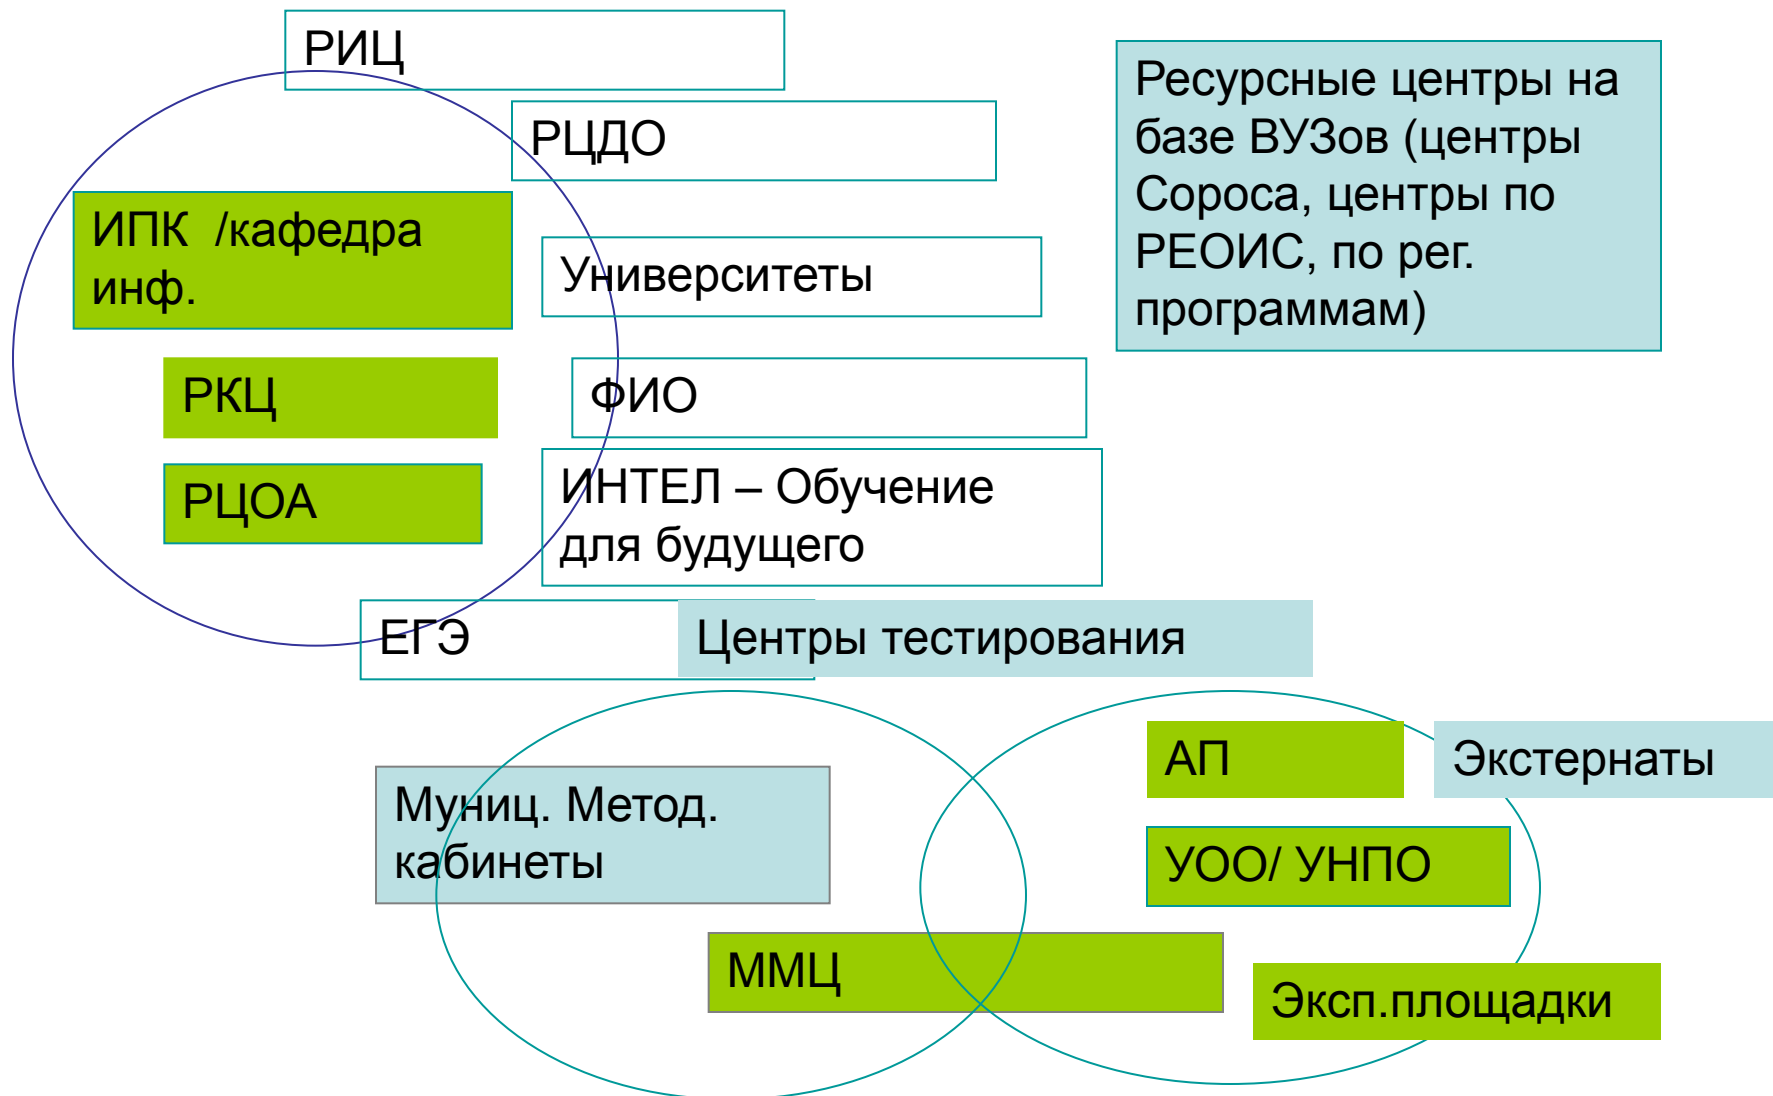 РИЦ
РЦДО
Ресурсные центры на
базе ВУЗов (центры
Сороса, центры по
РЕОИС, по рег.
программам)
ИПК /кафедра
инф.
Университеты
РКЦ
ФИО
РЦОА
ИНТЕЛ – Обучение
для будущего
ЕГЭ
Центры тестирования
АП
Экстернаты
Муниц. Метод.
кабинеты
УОО/ УНПО
ММЦ
Эксп.площадки